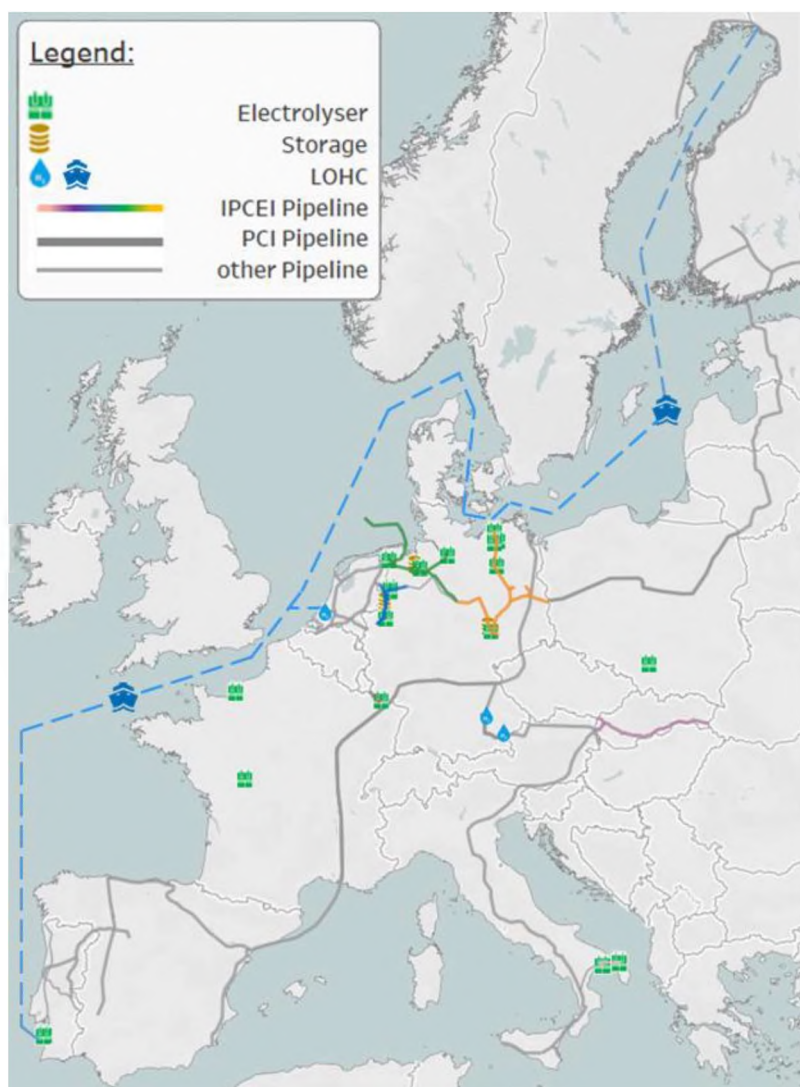 Legend:
Electrolyser
Storage
LOHC
IPCEI Pipeline
PCI Pipeline
other Pipeline